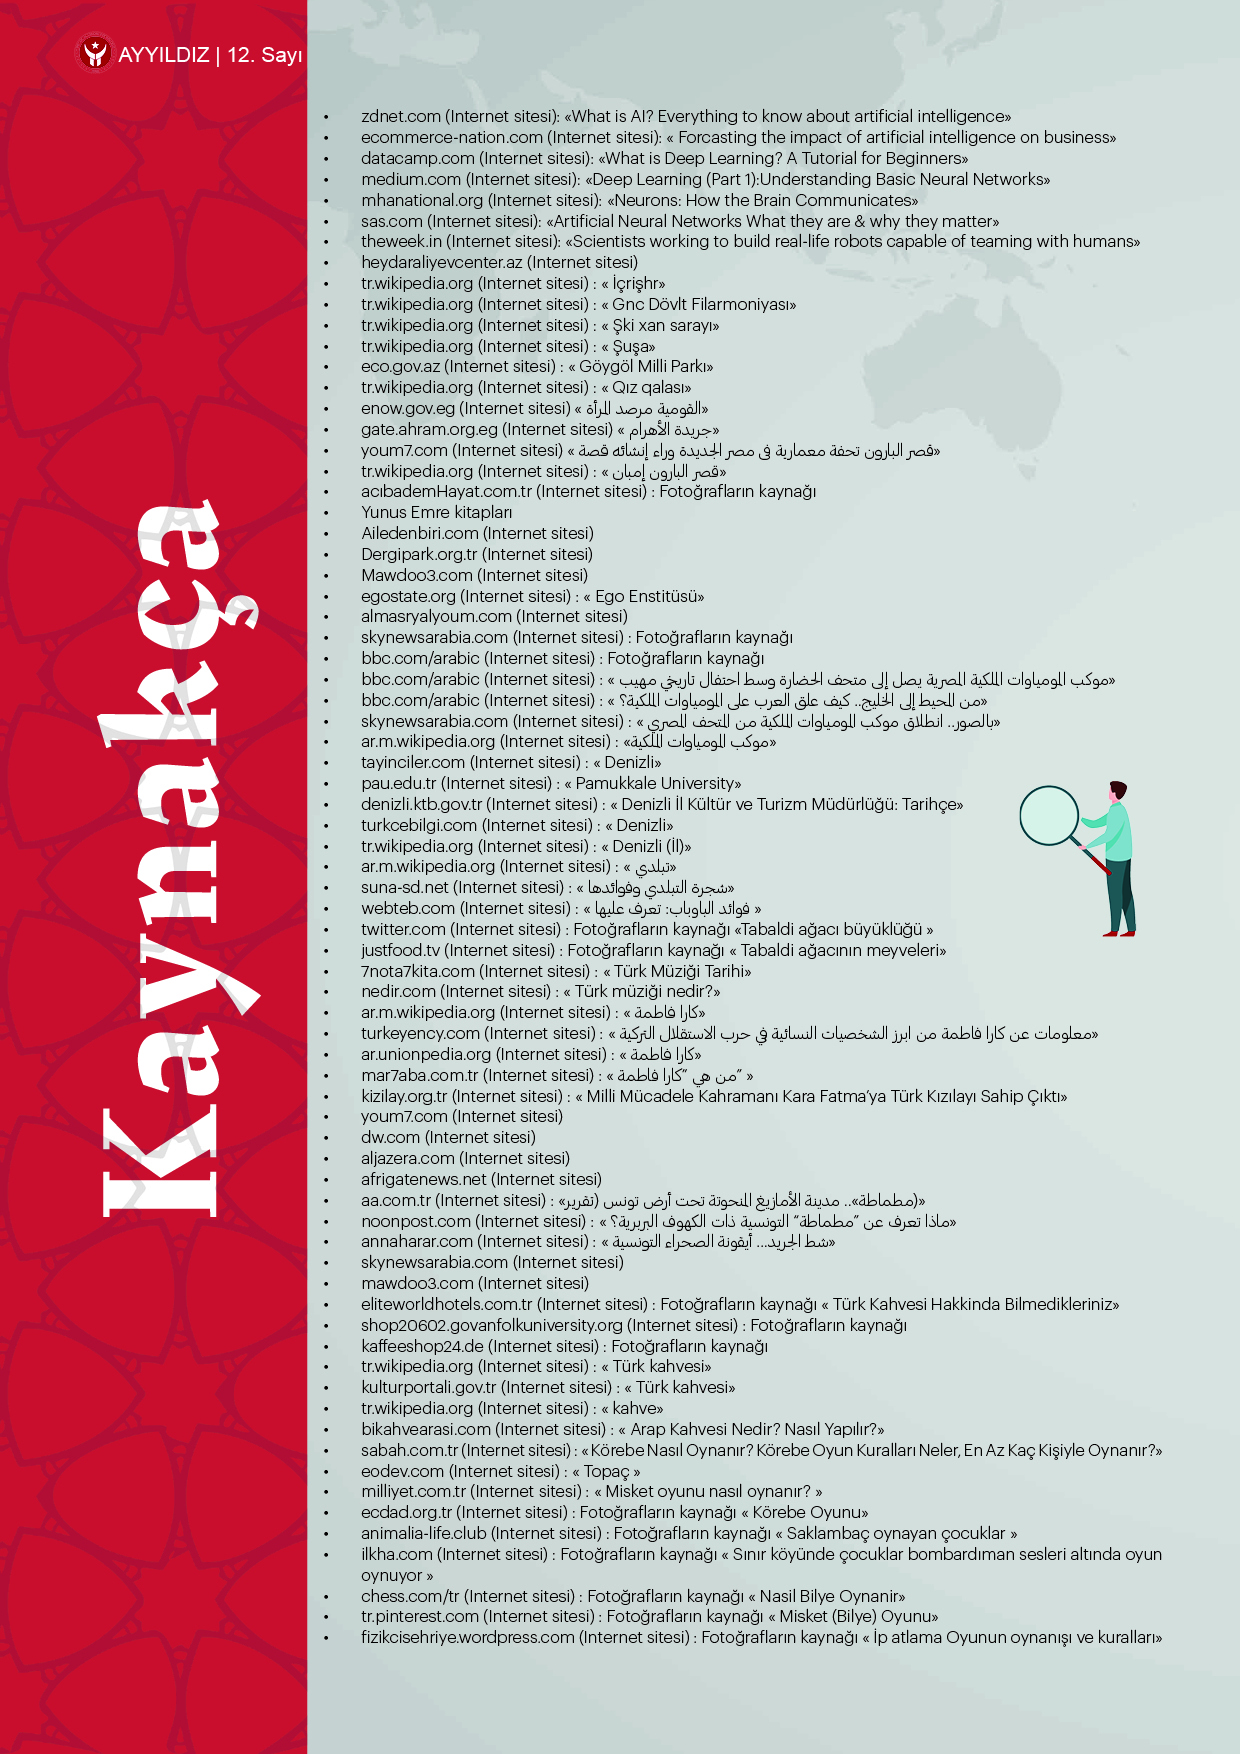 AYYILDIZ | 12. Sayı
Kaynakça
• zdnet.com (Internet sitesi): «What is AI? Everything to know about artificial intelligence»
• ecommerce-nation.com (Internet sitesi): « Forcasting the impact of artificial intelligence on business»
• datacamp.com (Internet sitesi): «What is Deep Learning? A Tutorial for Beginners»
• medium.com (Internet sitesi): «Deep Learning (Part 1):Understanding Basic Neural Networks»
• mhanational.org (Internet sitesi): «Neurons: How the Brain Communicates»
• sas.com (Internet sitesi): «Artificial Neural Networks What they are & why they matter»
• theweek.in (Internet sitesi): «Scientists working to build real-life robots capable of teaming with humans»
• heydaraliyevcenter.az (Internet sitesi)
• tr.wikipedia.org (Internet sitesi) : « İçrişhr»
• tr.wikipedia.org (Internet sitesi) : « Gnc Dövlt Filarmoniyası»
• tr.wikipedia.org (Internet sitesi) : « Şki xan sarayı»
• tr.wikipedia.org (Internet sitesi) : « Şuşa»
• eco.gov.az (Internet sitesi) : « Göygöl Milli Parkı»
• tr.wikipedia.org (Internet sitesi) : « Qız qalası»
• enow.gov.eg (Internet sitesi) « القومية مرصد المرأة»
• gate.ahram.org.eg (Internet sitesi) « جريدة الأهرام»
• youm7.com (Internet sitesi) « قصر البارون تحفة معمارية فى مصر الجديدة وراء إنشائه قصة»
• tr.wikipedia.org (Internet sitesi) : « قصر البارون إمبان»
• acıbademHayat.com.tr (Internet sitesi) : Fotoğrafların kaynağı
• Yunus Emre kitapları
• Ailedenbiri.com (Internet sitesi)
• Dergipark.org.tr (Internet sitesi)
• Mawdoo3.com (Internet sitesi)
• egostate.org (Internet sitesi) : « Ego Enstitüsü»
• almasryalyoum.com (Internet sitesi)
• skynewsarabia.com (Internet sitesi) : Fotoğrafların kaynağı
• bbc.com/arabic (Internet sitesi) : Fotoğrafların kaynağı
• bbc.com/arabic (Internet sitesi) : « موكب المومياوات الملكية المصرية يصل إلى متحف الحضارة وسط احتفال تاريخي مهيب»
• bbc.com/arabic (Internet sitesi) : « من المحيط إلى الخليج.. كيف علق العرب على المومياوات الملكية؟»
• skynewsarabia.com (Internet sitesi) : « بالصور.. انطلاق موكب المومياوات الملكية من المتحف المصري»
• ar.m.wikipedia.org (Internet sitesi) : «موكب المومياوات الملكية»
• tayinciler.com (Internet sitesi) : « Denizli»
• pau.edu.tr (Internet sitesi) : « Pamukkale University»
• denizli.ktb.gov.tr (Internet sitesi) : « Denizli İl Kültür ve Turizm Müdürlüğü: Tarihçe»
• turkcebilgi.com (Internet sitesi) : « Denizli»
• tr.wikipedia.org (Internet sitesi) : « Denizli (İl)»
• ar.m.wikipedia.org (Internet sitesi) : « تبلدي»
• suna-sd.net (Internet sitesi) : « شجرة التبلدي وفوائدها»
• webteb.com (Internet sitesi) : « فوائد الباوباب: تعرف عليها »
• twitter.com (Internet sitesi) : Fotoğrafların kaynağı «Tabaldi ağacı büyüklüğü »
• justfood.tv (Internet sitesi) : Fotoğrafların kaynağı « Tabaldi ağacının meyveleri»
• 7nota7kita.com (Internet sitesi) : « Türk Müziği Tarihi»
• nedir.com (Internet sitesi) : « Türk müziği nedir?»
• ar.m.wikipedia.org (Internet sitesi) : « كارا فاطمة»
• turkeyency.com (Internet sitesi) : « معلومات عن كارا فاطمة من ابرز الشخصيات النسائية في حرب الاستقلال التركية»
• ar.unionpedia.org (Internet sitesi) : « كارا فاطمة»
• mar7aba.com.tr (Internet sitesi) : « من هي ”كارا فاطمة” »
• kizilay.org.tr (Internet sitesi) : « Milli Mücadele Kahramanı Kara Fatma’ya Türk Kızılayı Sahip Çıktı»
• youm7.com (Internet sitesi)
• dw.com (Internet sitesi)
• aljazera.com (Internet sitesi)
• afrigatenews.net (Internet sitesi)
• aa.com.tr (Internet sitesi) : «مطماطة».. مدينة الأمازيغ المنحوتة تحت أرض تونس (تقرير)»
• noonpost.com (Internet sitesi) : « ماذا تعرف عن ”مطماطة“ التونسية ذات الكهوف البربرية؟»
• annaharar.com (Internet sitesi) : « شط الجريد... أيقونة الصحراء التونسية»
• skynewsarabia.com (Internet sitesi)
• mawdoo3.com (Internet sitesi)
• eliteworldhotels.com.tr (Internet sitesi) : Fotoğrafların kaynağı « Türk Kahvesi Hakkinda Bilmedikleriniz»
• shop20602.govanfolkuniversity.org (Internet sitesi) : Fotoğrafların kaynağı
• kaffeeshop24.de (Internet sitesi) : Fotoğrafların kaynağı
• tr.wikipedia.org (Internet sitesi) : « Türk kahvesi»
• kulturportali.gov.tr (Internet sitesi) : « Türk kahvesi»
• tr.wikipedia.org (Internet sitesi) : « kahve»
• bikahvearasi.com (Internet sitesi) : « Arap Kahvesi Nedir? Nasıl Yapılır?»
• sabah.com.tr (Internet sitesi) : «Körebe Nasıl Oynanır? Körebe Oyun Kuralları Neler, En Az Kaç Kişiyle Oynanır?»
• eodev.com (Internet sitesi) : « Topaç »
• milliyet.com.tr (Internet sitesi) : « Misket oyunu nasıl oynanır? »
• ecdad.org.tr (Internet sitesi) : Fotoğrafların kaynağı « Körebe Oyunu»
• animalia-life.club (Internet sitesi) : Fotoğrafların kaynağı « Saklambaç oynayan çocuklar »
• ilkha.com (Internet sitesi) : Fotoğrafların kaynağı « Sınır köyünde çocuklar bombardıman sesleri altında oyun
oynuyor »
• chess.com/tr (Internet sitesi) : Fotoğrafların kaynağı « Nasil Bilye Oynanir»
• tr.pinterest.com (Internet sitesi) : Fotoğrafların kaynağı « Misket (Bilye) Oyunu»
• fizikcisehriye.wordpress.com (Internet sitesi) : Fotoğrafların kaynağı « İp atlama Oyunun oynanışı ve kuralları»